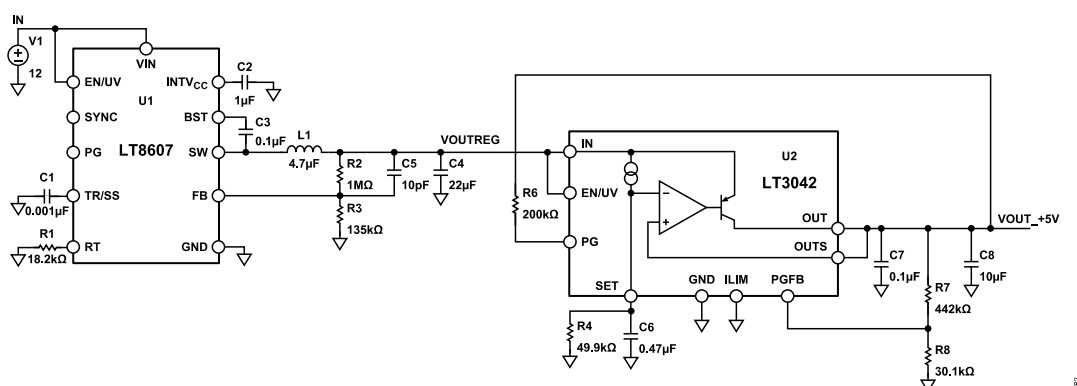 IN
V1
12
VIN
EN/UV
INTVCC
C2
1µF
U1
SYNC
BST
C3
0.1µF
LT8607
PG
SW
L1
4.7µF
VOUTREG
R2
1MΩ
C5
10pF
C4
22µF
C1
0.001µF
TR/SS
FB
R3
135kΩ
R1
18.2kΩ
RT
GND
R6
200kΩ
IN
U2
LT3042
EN/UV
OUT
VOUT_+5V
PG
OUTS
C7
0.1µF
C8
10µF
SET
GND
ILIM
PGFB
R7
442kΩ
R4
49.9kΩ
C6
0.47µF
R8
30.1kΩ